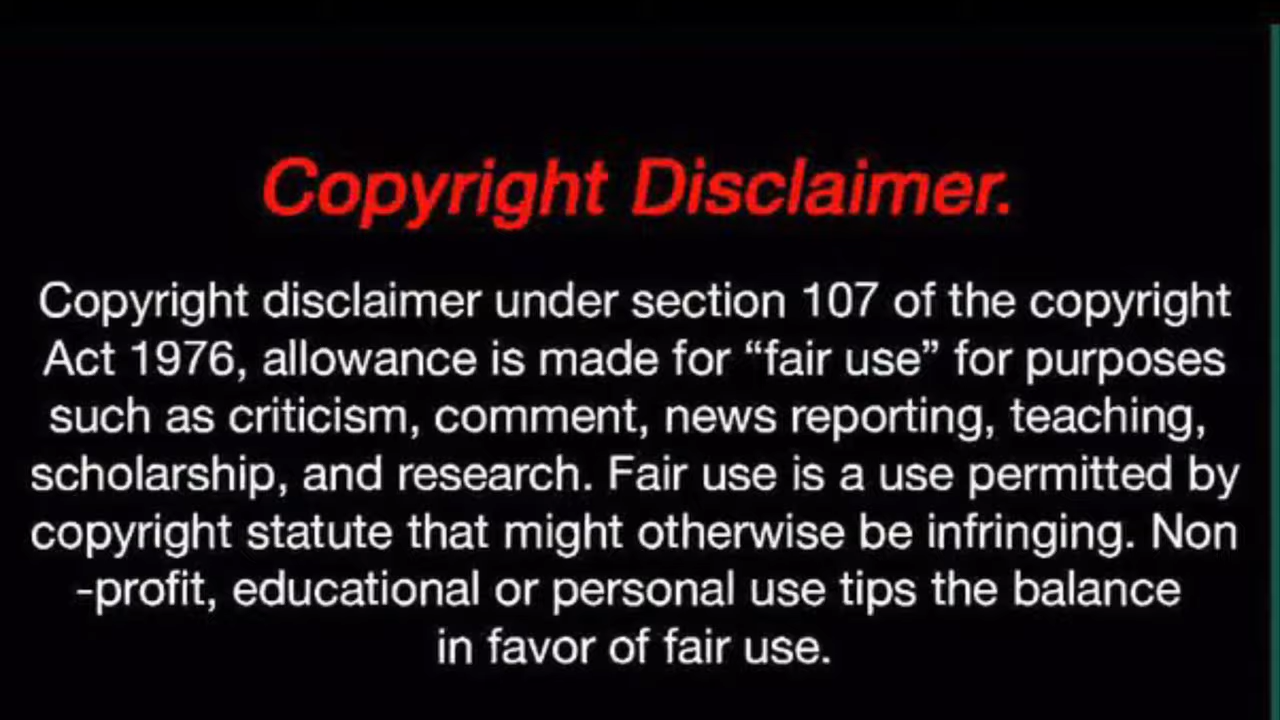 Copyright Disclaimer.
Copyright disclaimer under section 107 of the copyright
Act 1976, allowance is made for “fair use” for purposes
such as criticism, comment, news reporting, teaching,
scholarship, and research. Fair use is a use permitted by
copyright statute that might otherwise be infringing. Non
-profit, educational or personal use tips the balance
in favor of fair use.